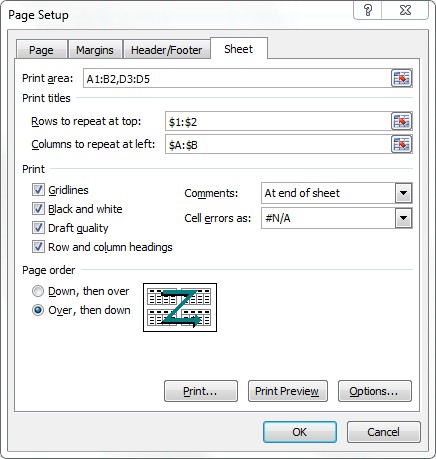 Page Setup
Page Margins Header/Footer Sheet
Print area: A1:B2,D3:D5
Print titles
Rows to repeat at top: $1:$2
Columns to repeat at left: $A:$B
Print
Gridlines Comments: At end of sheet
Black and white Cell errors as: #N/A
Draft quality
Row and column headings
Page order
Down, then over
Over, then down
Print... Print Preview Options...
OK Cancel